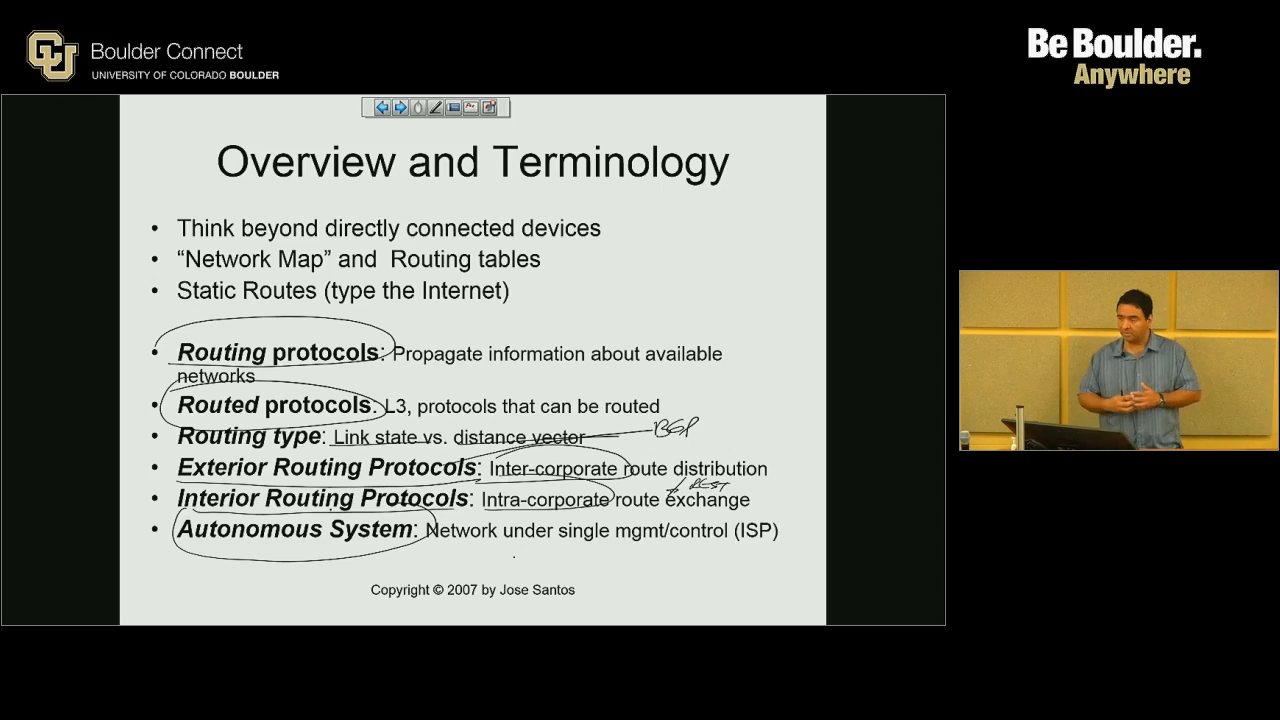 CU
Boulder Connect
UNIVERSITY OF COLORADO BOULDER
Be Boulder.
Anywhere
Overview and Terminology
• Think beyond directly connected devices
• “Network Map” and Routing tables
• Static Routes (type the Internet)
• Routing protocols: Propagate information about available
networks
• Routed protocols: L3, protocols that can be routed
• Routing type: Link state vs. distance vector
BGP
• Exterior Routing Protocols: Inter-corporate route distribution
REST
• Interior Routing Protocols: Intra-corporate route exchange
• Autonomous System: Network under single mgmt/control (ISP)
Copyright © 2007 by Jose Santos